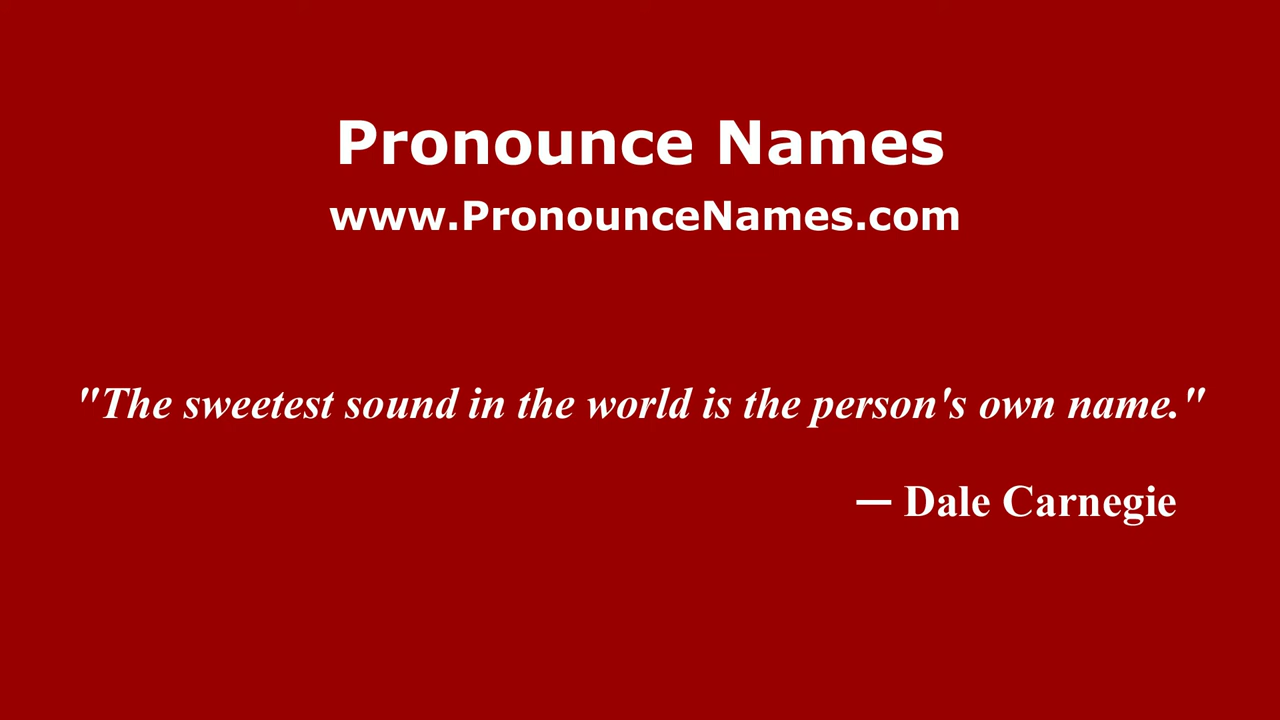 Pronounce Names
www.PronounceNames.com
"The sweetest sound in the world is the person's own name."
— Dale Carnegie